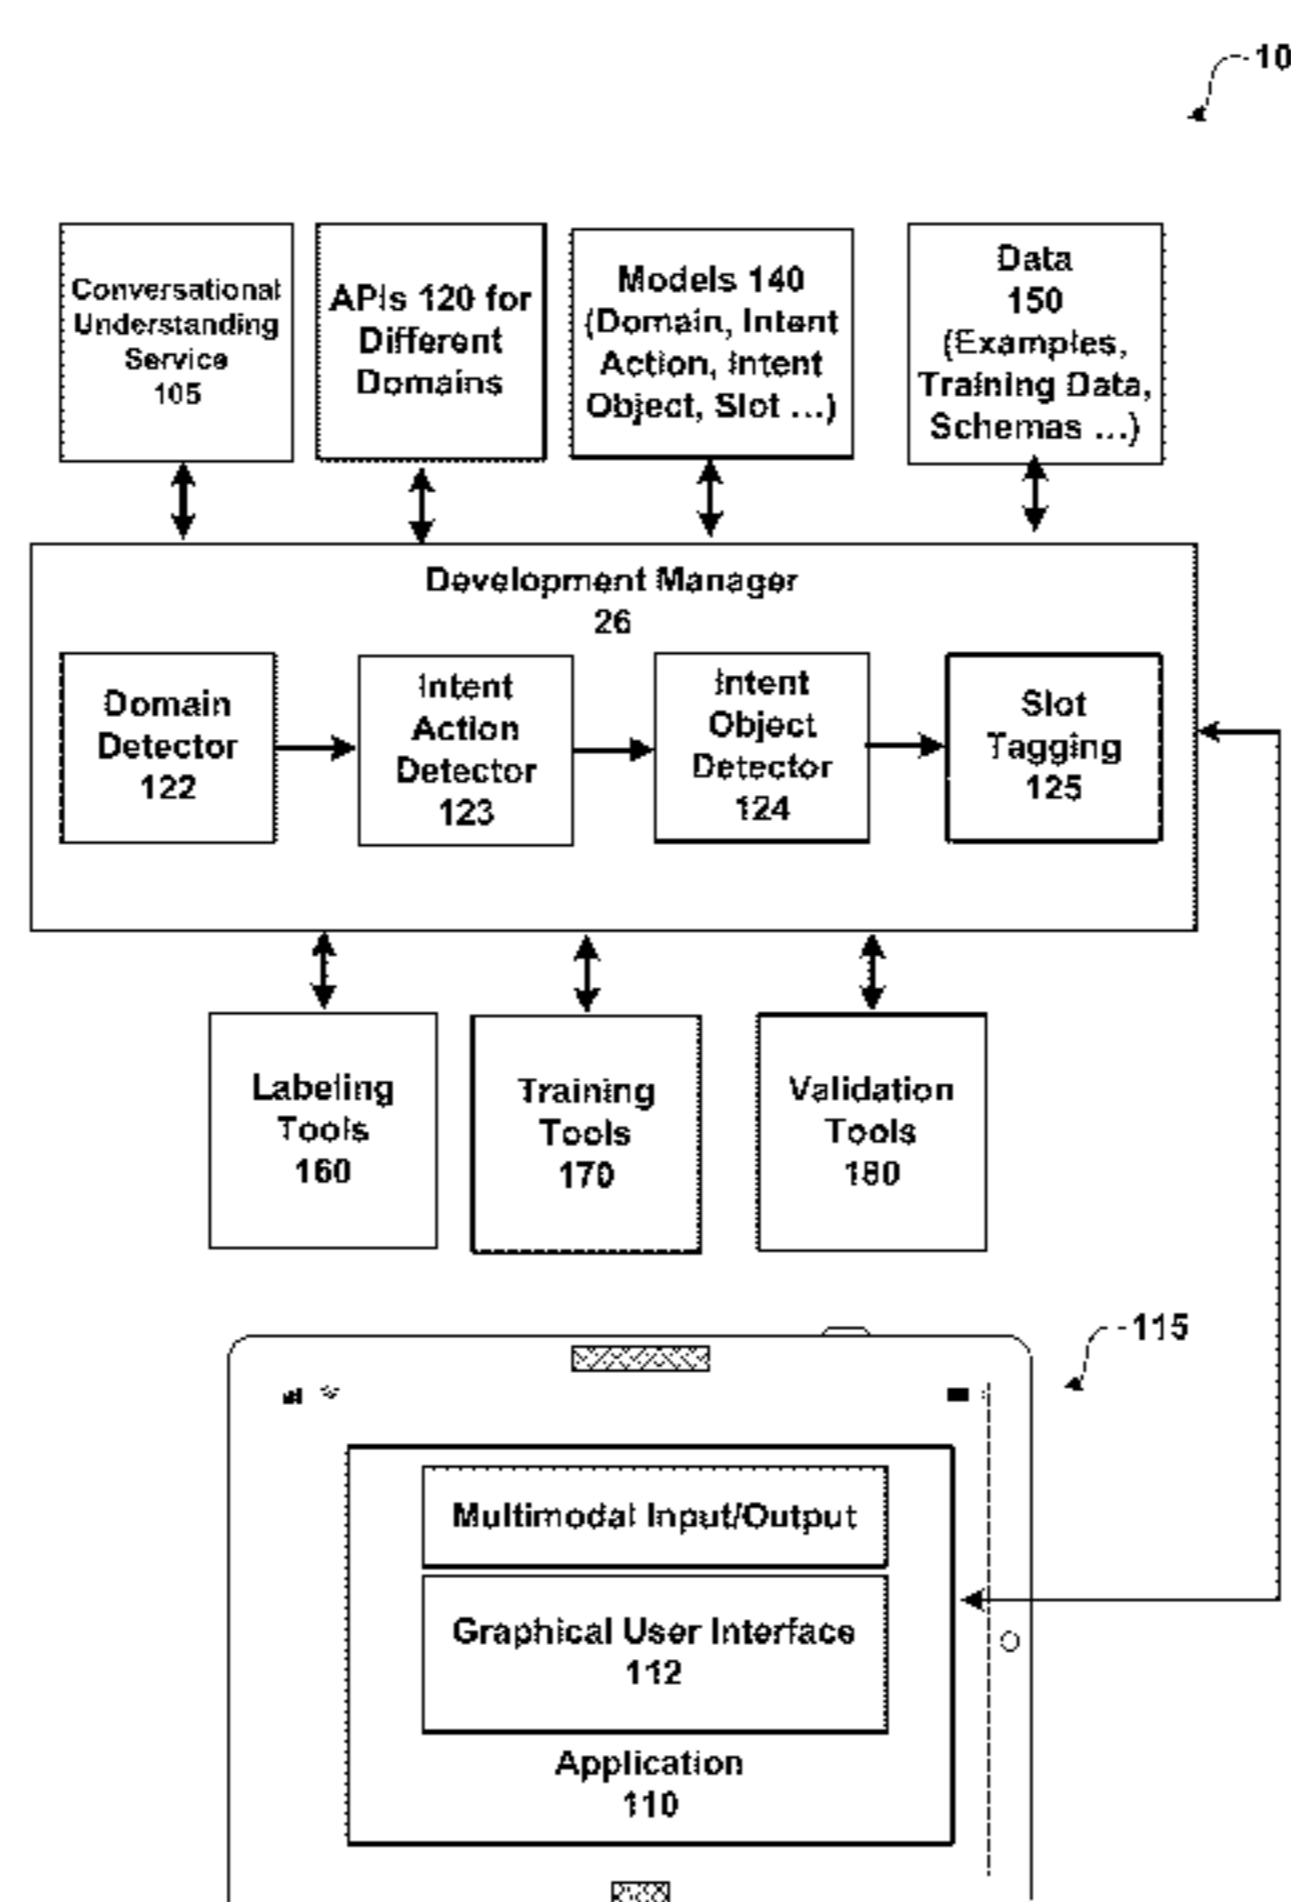 10
Conversational
Understanding
Service
105
APIs 120 for
Different
Domains
Models 140
(Domain, Intent
Action, Intent
Object, Slot ...)
Data
150
(Examples,
Training Data,
Schemas ...)
Development Manager
26
Domain
Detector
122
Intent
Action
Detector
123
Intent
Object
Detector
124
Slot
Tagging
125
Labeling
Tools
160
Training
Tools
170
Validation
Tools
180
115
Multimodal Input/Output
Graphical User Interface
112
Application
110